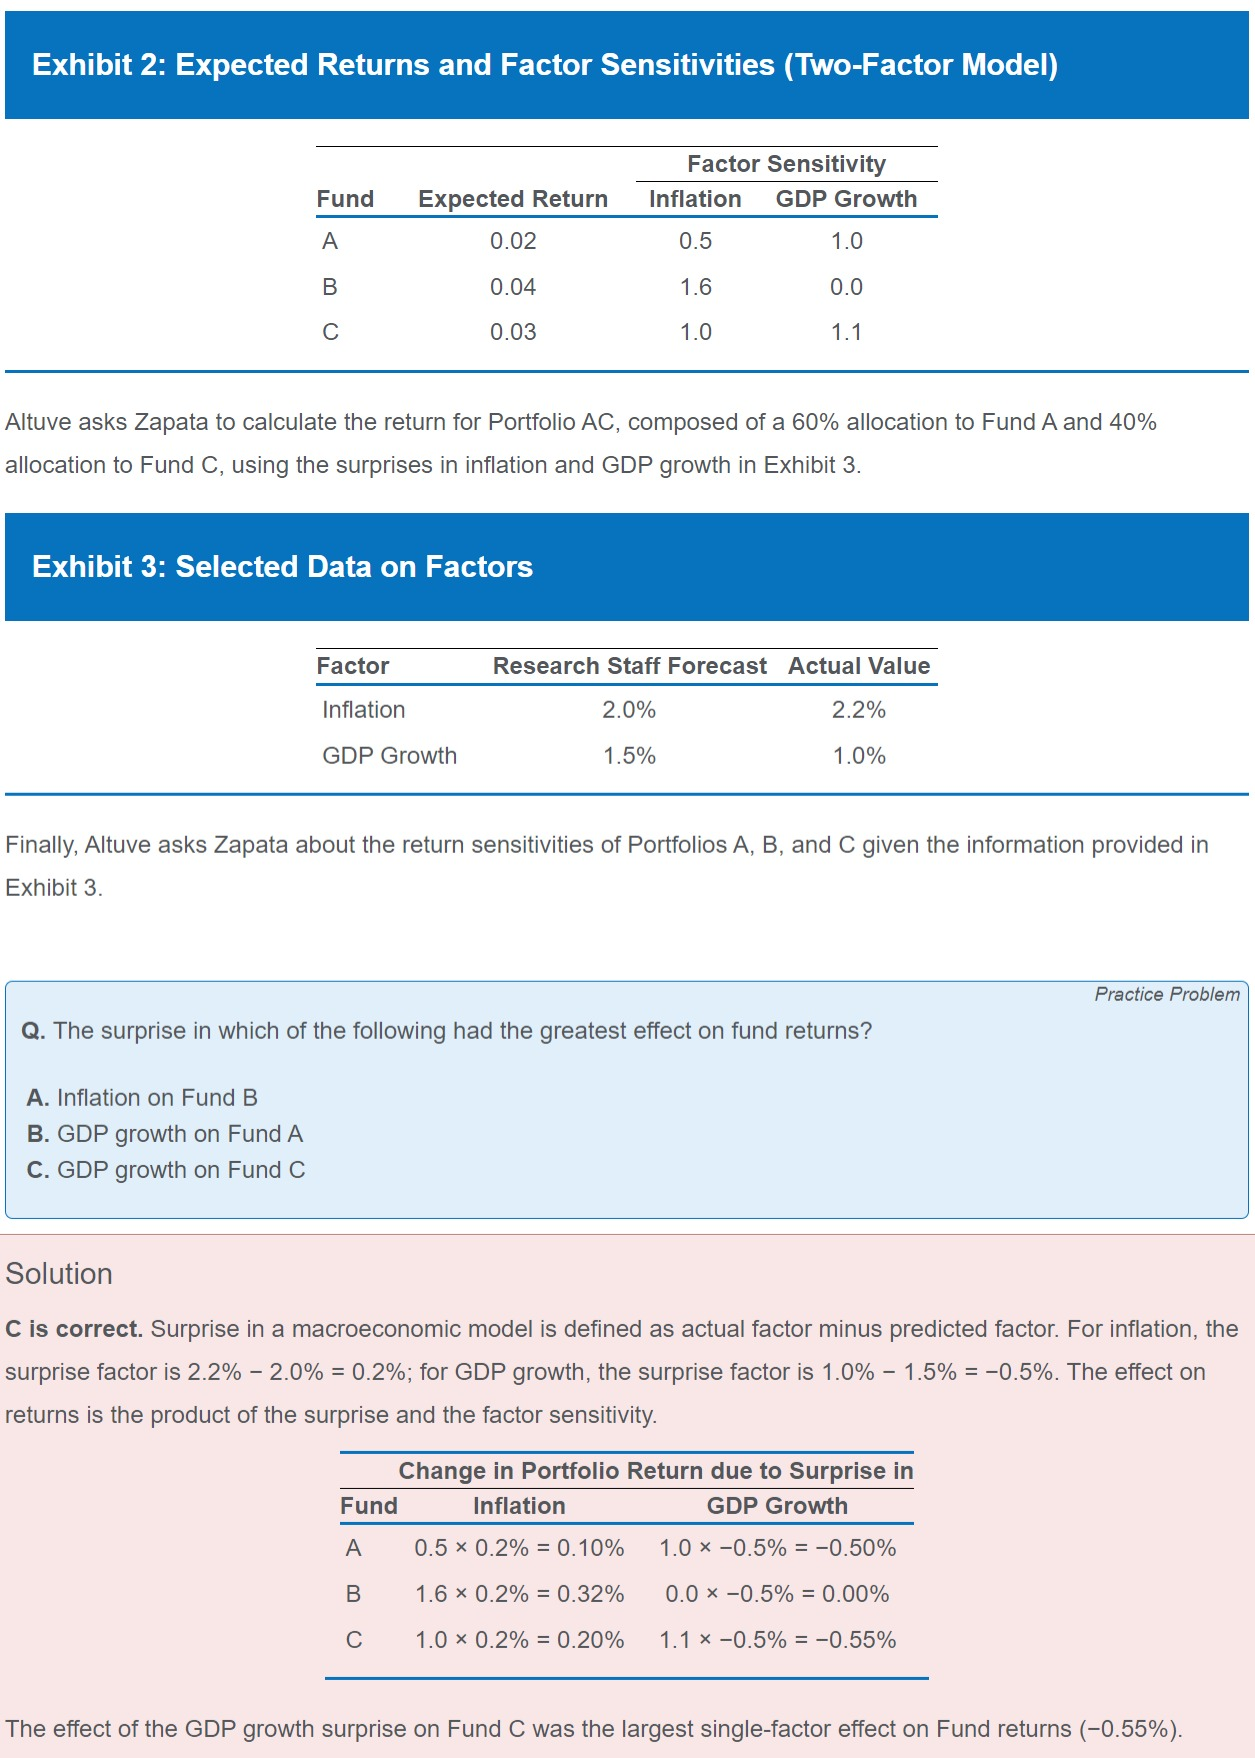 Exhibit 2: Expected Returns and Factor Sensitivities (Two-Factor Model)
Factor Sensitivity
Fund Expected Return Inflation GDP Growth
A 0.02 0.5 1.0
B 0.04 1.6 0.0
C 0.03 1.0 1.1
Altuve asks Zapata to calculate the return for Portfolio AC, composed of a 60% allocation to Fund A and 40%
allocation to Fund C, using the surprises in inflation and GDP growth in Exhibit 3.
Exhibit 3: Selected Data on Factors
Factor Research Staff Forecast Actual Value
Inflation 2.0% 2.2%
GDP Growth 1.5% 1.0%
Finally, Altuve asks Zapata about the return sensitivities of Portfolios A, B, and C given the information provided in
Exhibit 3.
Practice Problem
Q. The surprise in which of the following had the greatest effect on fund returns?
A. Inflation on Fund B
B. GDP growth on Fund A
C. GDP growth on Fund C
Solution
C is correct. Surprise in a macroeconomic model is defined as actual factor minus predicted factor. For inflation, the
surprise factor is 2.2% − 2.0% = 0.2%; for GDP growth, the surprise factor is 1.0% − 1.5% = −0.5%. The effect on
returns is the product of the surprise and the factor sensitivity.
Change in Portfolio Return due to Surprise in
Fund Inflation GDP Growth
A 0.5 × 0.2% = 0.10% 1.0 × −0.5% = −0.50%
B 1.6 × 0.2% = 0.32% 0.0 × −0.5% = 0.00%
C 1.0 × 0.2% = 0.20% 1.1 × −0.5% = −0.55%
The effect of the GDP growth surprise on Fund C was the largest single-factor effect on Fund returns (−0.55%).